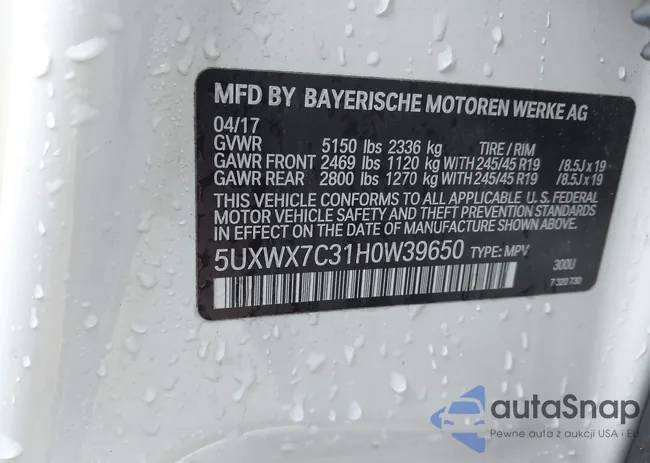 MFD BY BAYERISCHE MOTOREN WERKE AG
04/17
GVWR 5150 lbs 2336 kg TIRE / RIM
GAWR FRONT 2469 lbs 1120 kg WITH 245/45 R19 /8.5J x 19
GAWR REAR 2800 lbs 1270 kg WITH 245/45 R19 /8.5J x 19
THIS VEHICLE CONFORMS TO ALL APPLICABLE U. S. FEDERAL
MOTOR VEHICLE SAFETY AND THEFT PREVENTION STANDARDS
IN EFFECT ON THE DATE OF MANUFACTURE SHOWN ABOVE.
5UXWX7C31H0W39650 TYPE: MPV
300U
7 320 730
autaSnap
Pewne auta z aukcji USA i EU